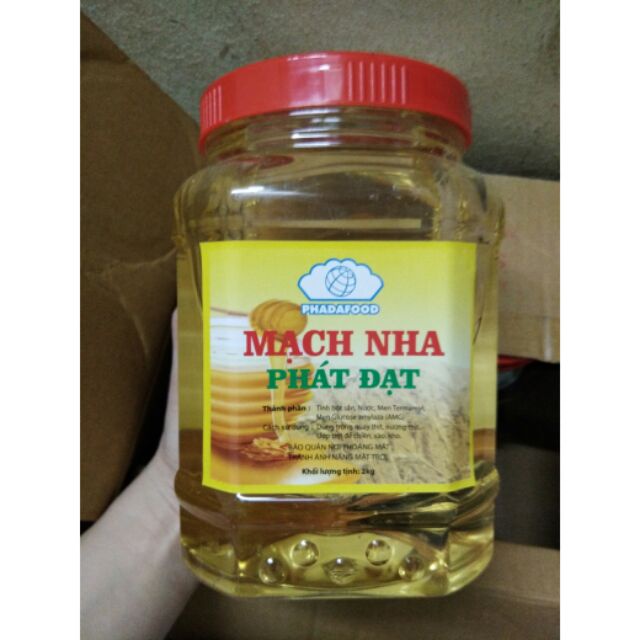 PHADAFOOD
MẠCH NHA
PHÁT ĐẠT
Thành phần : Tinh bột sắn, Nước, Men Termamyl,
Men Glucose amylaza (AMG)
Cách sử dụng : Dùng trong quay thịt, nướng thịt,
ướp thịt để chiên, xào, kho.
BẢO QUẢN NƠI THOÁNG MÁT,
TRÁNH ÁNH NẮNG MẶT TRỜI
Khối lượng tịnh: 2kg